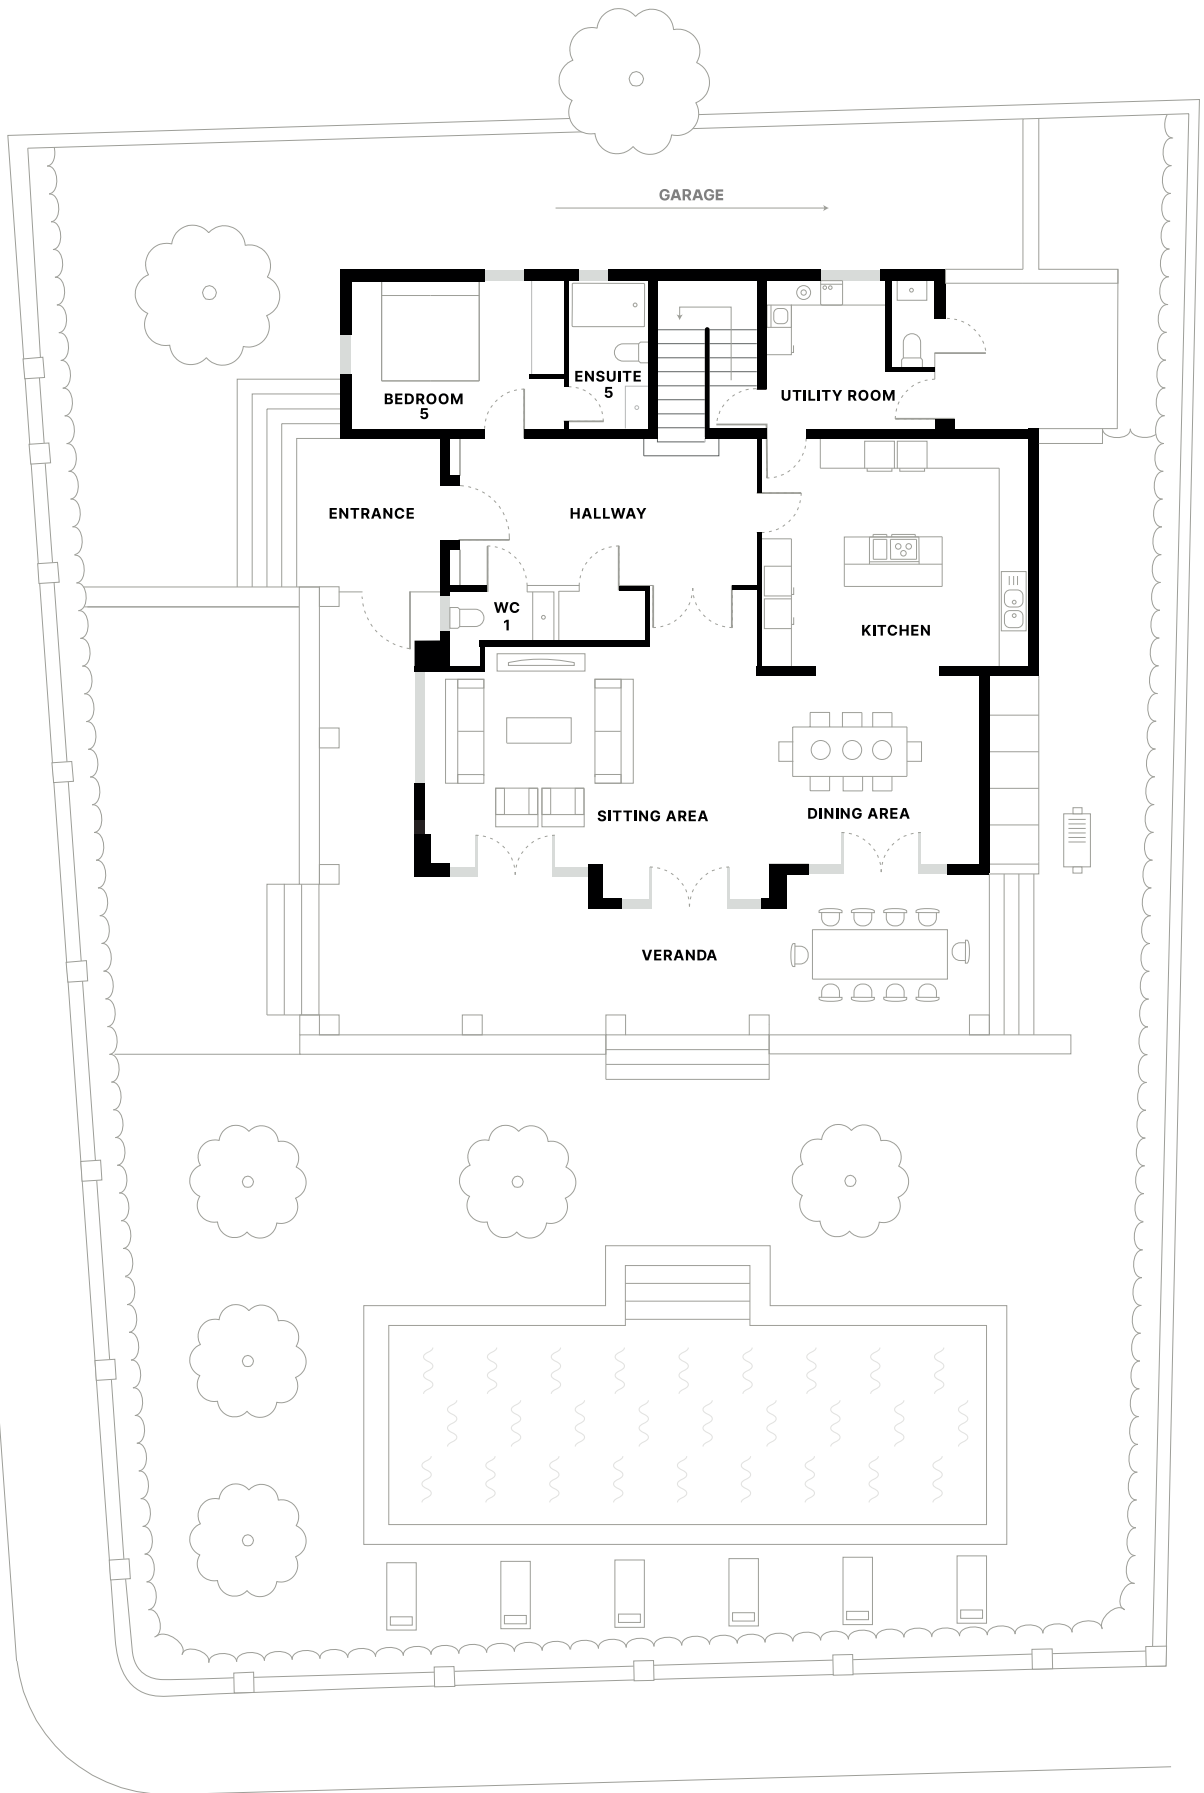 GARAGE
BEDROOM
5
ENSUITE
5
UTILITY ROOM
ENTRANCE
HALLWAY
WC
1
KITCHEN
SITTING AREA
DINING AREA
VERANDA